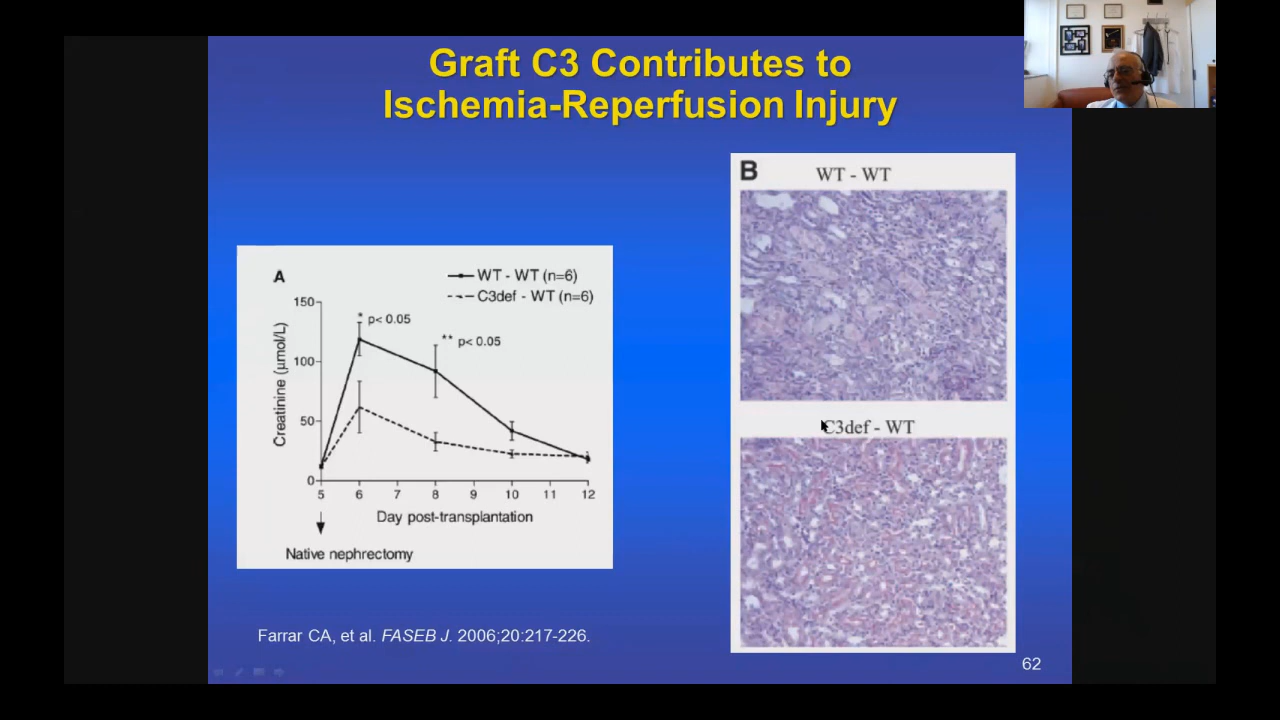 Graft C3 Contributes to
Ischemia-Reperfusion Injury
A
WT - WT (n=6)
C3def - WT (n=6)
150
100
50
0
Creatinine (µmol/L)
* p< 0.05
** p< 0.05
5 6 7 8 9 10 11 12
Day post-transplantation
Native nephrectomy
B
WT - WT
C3def - WT
Farrar CA, et al. FASEB J. 2006;20:217-226.
62